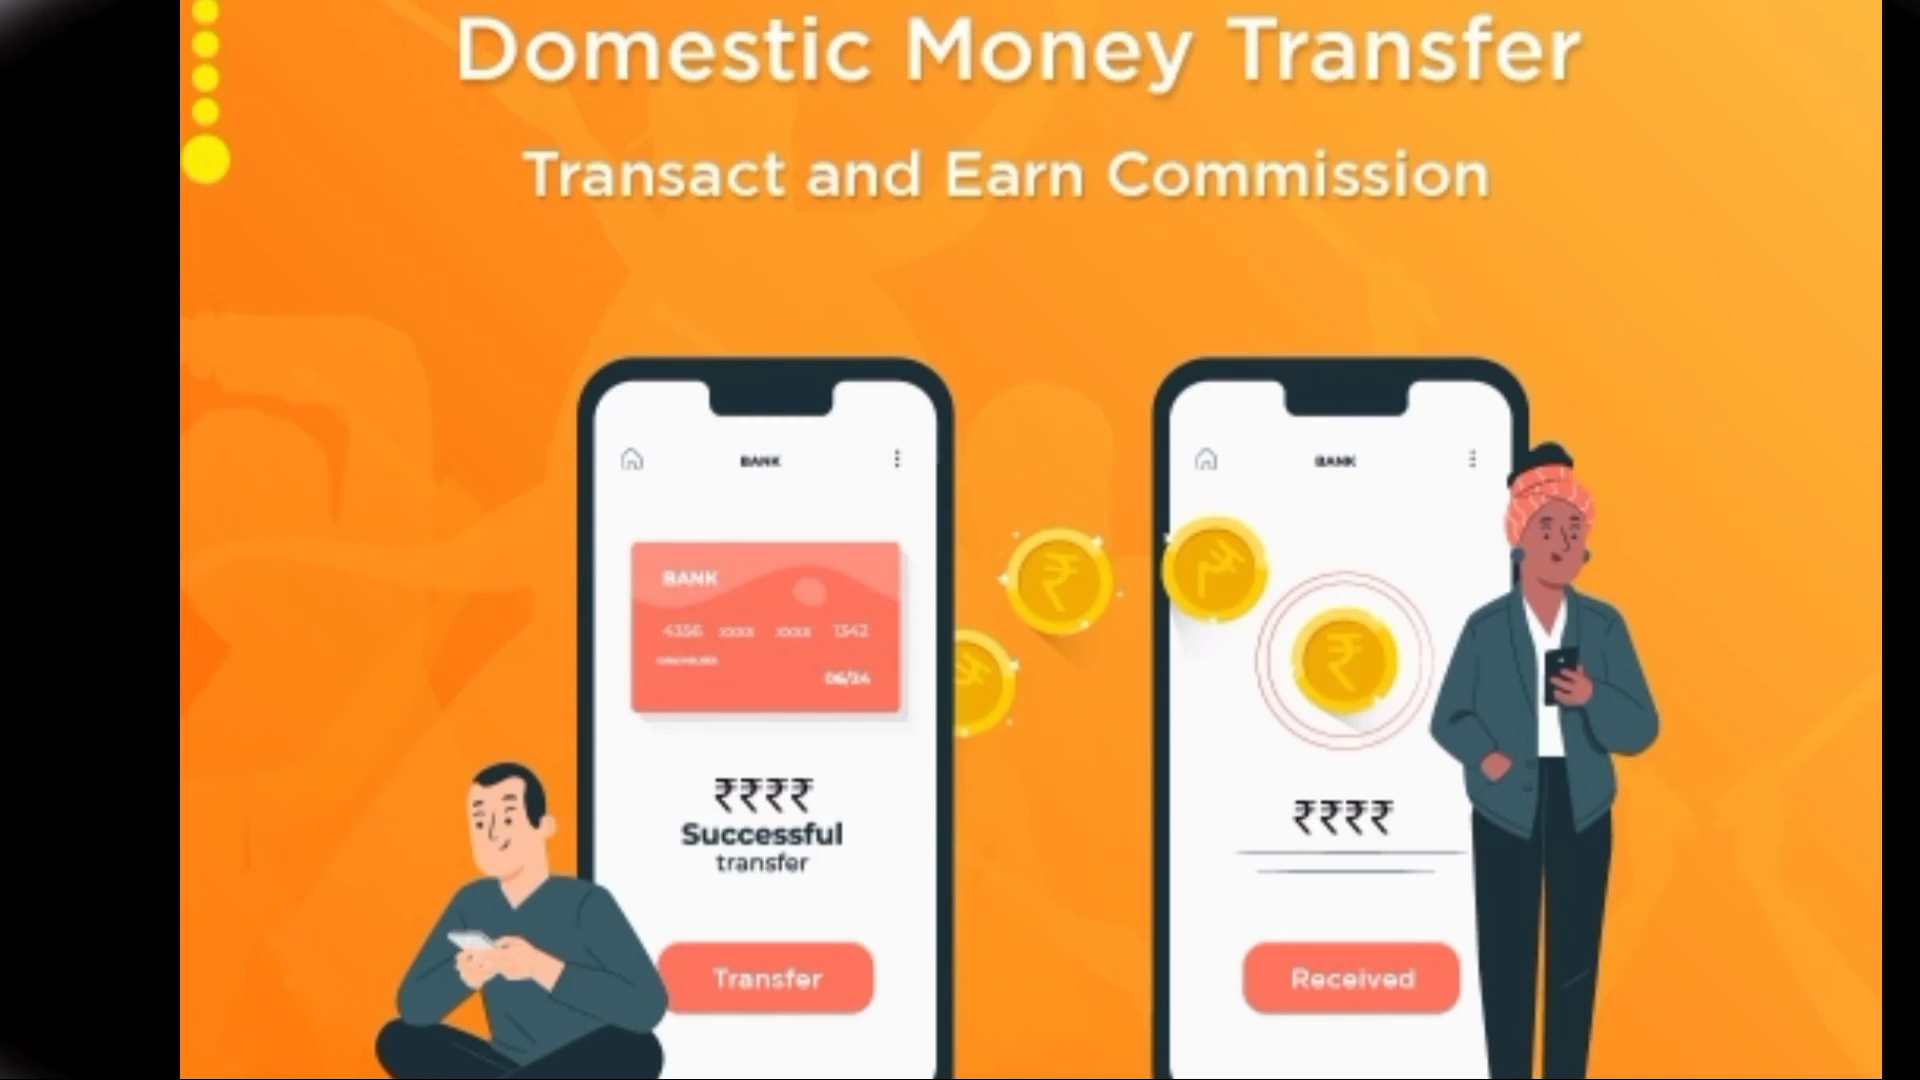 Domestic Money Transfer
Transact and Earn Commission
BANK
BANK
4356 xxxx xxxx 1342
06/24
₹₹₹₹
Successful
transfer
Transfer
BANK
₹
₹
₹
₹
₹₹₹₹
Received